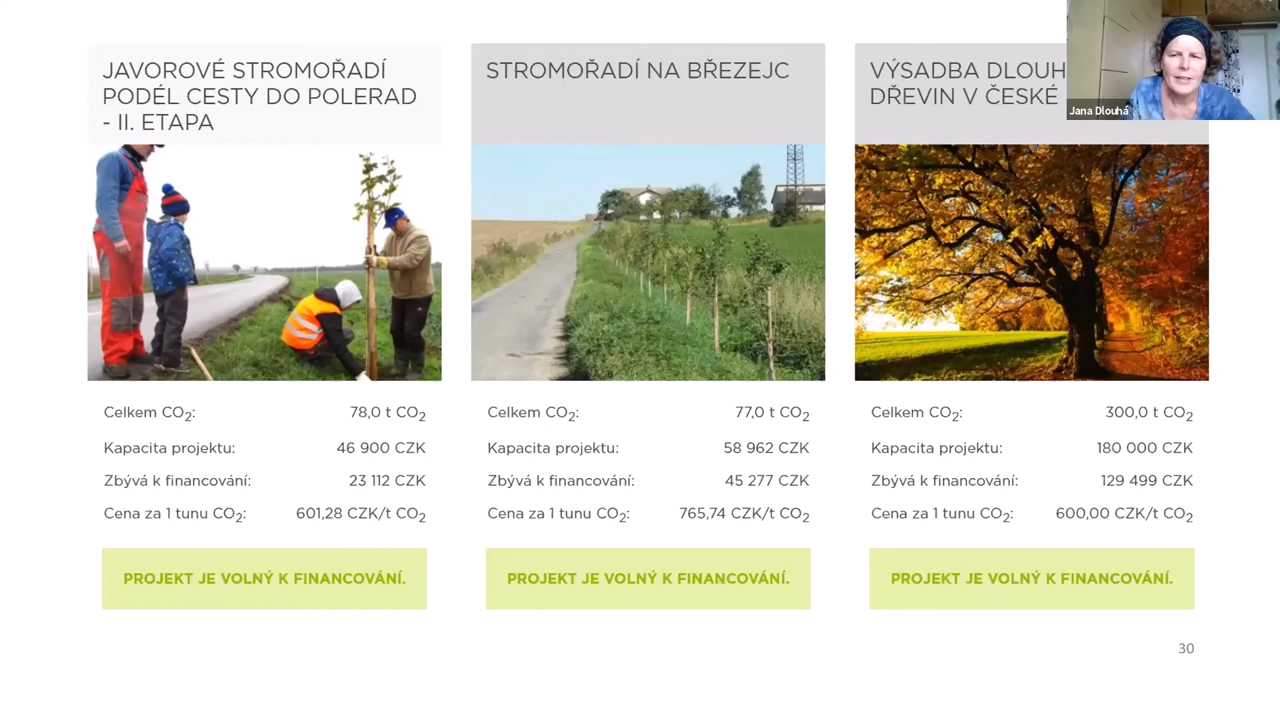 JAVOROVÉ STROMOŘADÍ
PODÉL CESTY DO POLERAD
- II. ETAPA
Celkem CO2: 78,0 t CO2
Kapacita projektu: 46 900 CZK
Zbývá k financování: 23 112 CZK
Cena za 1 tunu CO2: 601,28 CZK/t CO2
PROJEKT JE VOLNÝ K FINANCOVÁNÍ.
STROMOŘADÍ NA BŘEZEJC
Celkem CO2: 77,0 t CO2
Kapacita projektu: 58 962 CZK
Zbývá k financování: 45 277 CZK
Cena za 1 tunu CO2: 765,74 CZK/t CO2
PROJEKT JE VOLNÝ K FINANCOVÁNÍ.
VÝSADBA
DŘEVIN V ČESKÉ
Celkem CO2: 300,0 t CO2
Kapacita projektu: 180 000 CZK
Zbývá k financování: 129 499 CZK
Cena za 1 tunu CO2: 600,00 CZK/t CO2
PROJEKT JE VOLNÝ K FINANCOVÁNÍ.
Jana Dlouhá
30